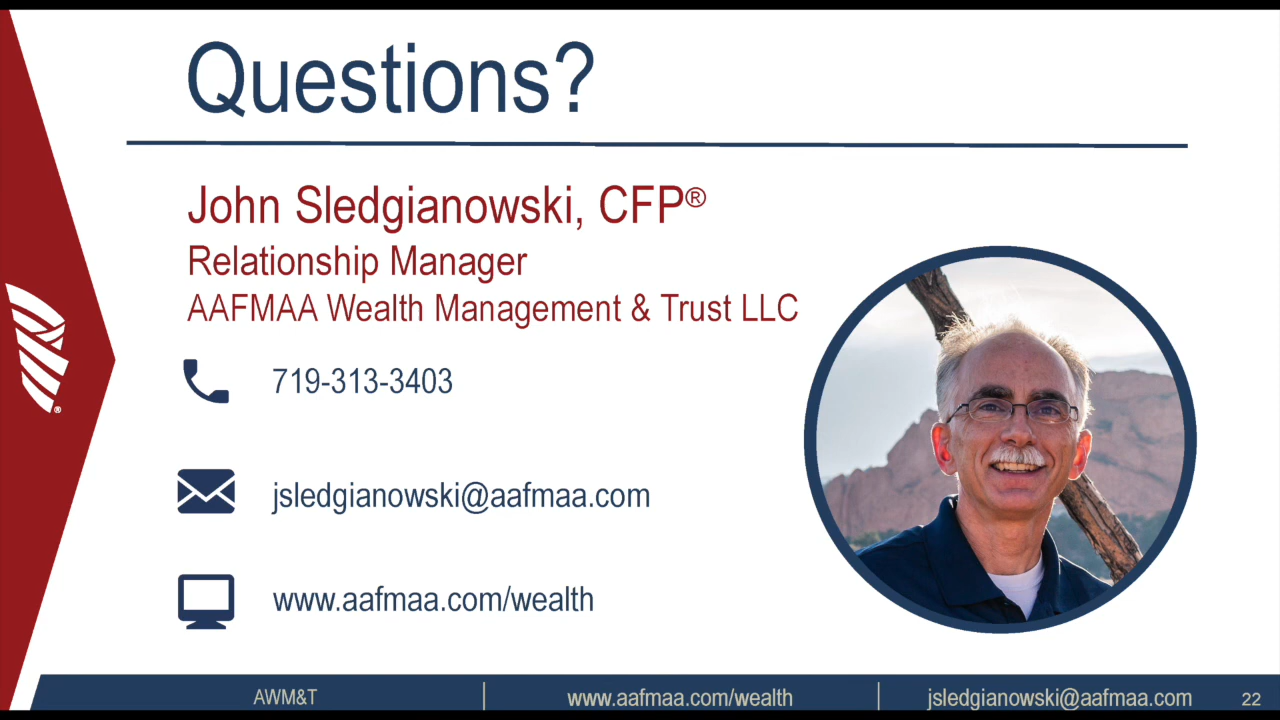 Questions?
John Sledgianowski, CFP®
Relationship Manager
AAFMAA Wealth Management & Trust LLC
719-313-3403
jsledgianowski@aafmaa.com
www.aafmaa.com/wealth
®
AWM&T
www.aafmaa.com/wealth
jsledgianowski@aafmaa.com
22